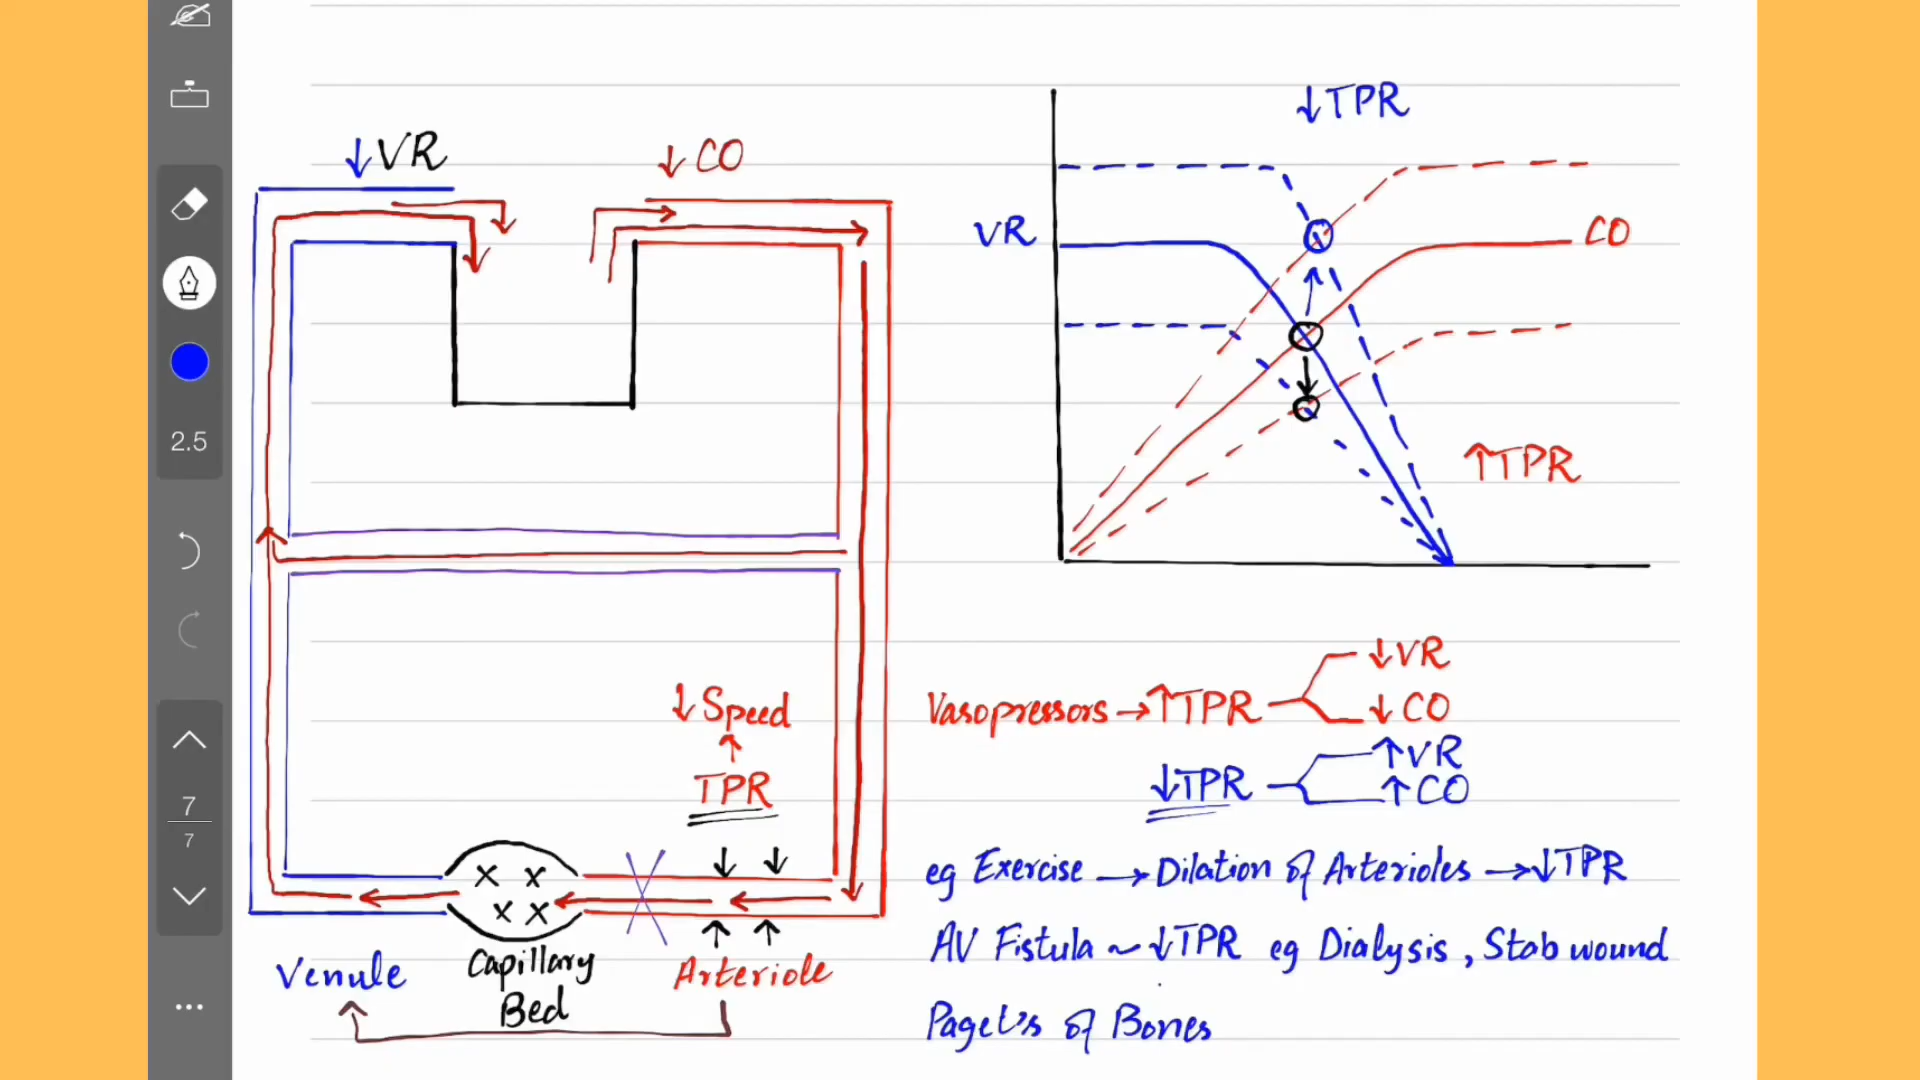 ↓TPR
↓VR
↓CO
VR
CO
↑TPR
2.5
↓Speed
↑
TPR
Vasopressors →↑TPR
↓VR
↓CO
↓TPR
↑VR
↑CO
7
7
eg Exercise → Dilation of Arterioles →↓TPR
x x
x x
AV Fistula ~ ↓TPR eg Dialysis, Stab wound
Venule
Capillary
Bed
Arteriole
Paget's of Bones